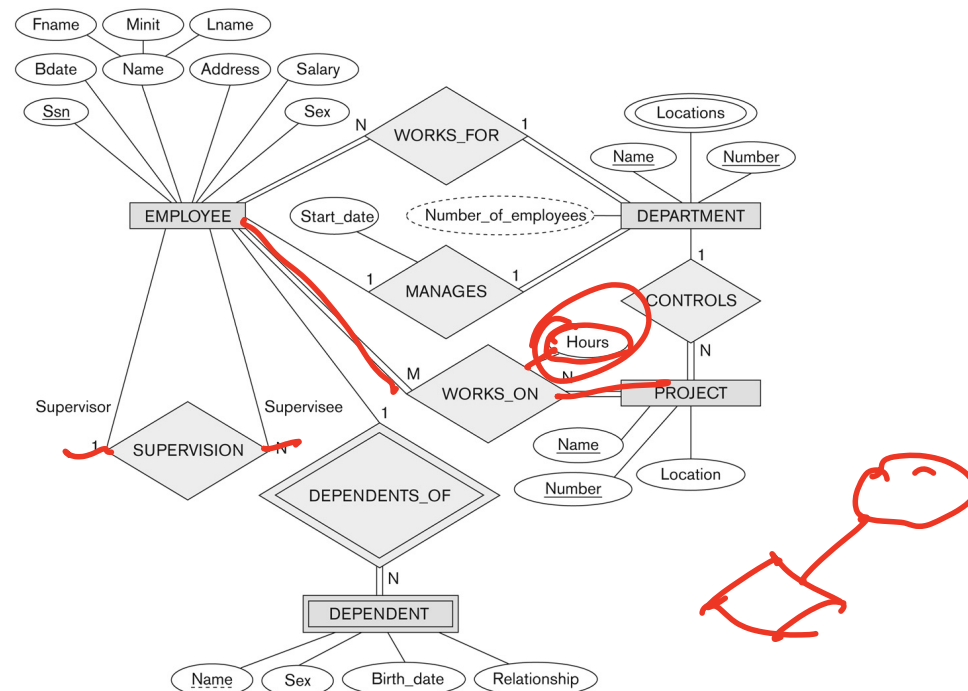 Fname Minit Lname
Bdate Name Address Salary
Ssn Sex
Locations
N WORKS_FOR 1
Name Number
EMPLOYEE Start_date Number_of_employees DEPARTMENT
1 MANAGES 1
1
CONTROLS
Hours
N
M WORKS_ON N PROJECT
Supervisor Supervisee
1 SUPERVISION N
1
Name
Number Location
DEPENDENTS_OF
N
DEPENDENT
Name Sex Birth_date Relationship